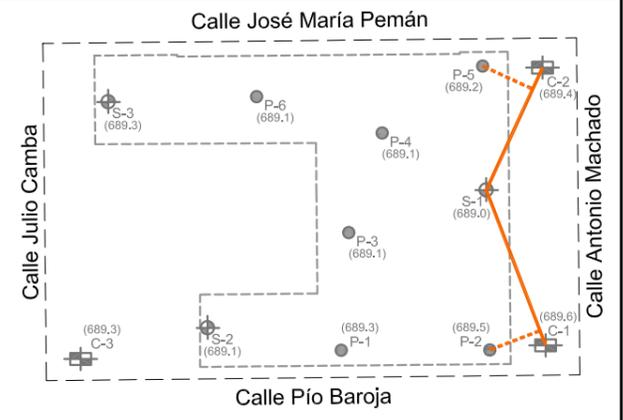 Calle José María Pemán
P-5
(689.2)
C-2
(689.4)
S-3
(689.3)
P-6
(689.1)
P-4
(689.1)
Calle Julio Camba
Calle Antonio Machado
S-1
(689.0)
P-3
(689.1)
(689.3)
C-3
S-2
(689.1)
(689.3)
P-1
(689.5)
P-2
(689.6)
C-1
Calle Pío Baroja